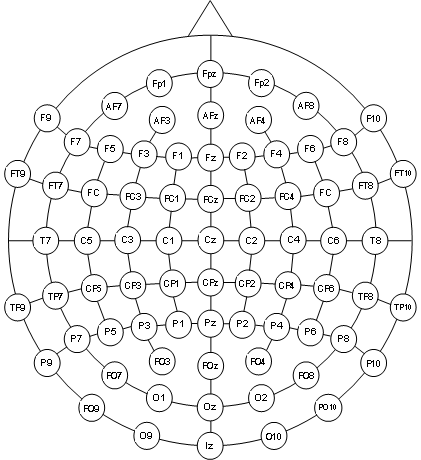 Fpz
Fp1 Fp2
AF7 AFz AF8
F9 AF3 AF4 F10
F7 F5 F3 F1 Fz F2 F4 F6 F8
FT9 FT7 FC FC3 FC1 FCz FC2 FC4 FC FT8 FT10
T7 C5 C3 C1 Cz C2 C4 C6 T8
TP9 TP7 CP5 CP3 CP1 CPz CP2 CP4 CP6 TP8 TP10
P7 P5 P3 P1 Pz P2 P4 P6 P8
P9 PO3 POz PO4 P10
PO7 PO8
O1 Oz O2
PO9 PO10
O9 Iz O10